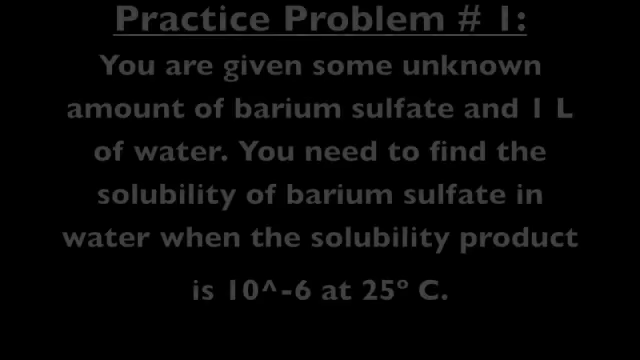 Practice Problem # 1:
You are given some unknown
amount of barium sulfate and 1 L
of water. You need to find the
solubility of barium sulfate in
water when the solubility product
is 10^-6 at 25º C.